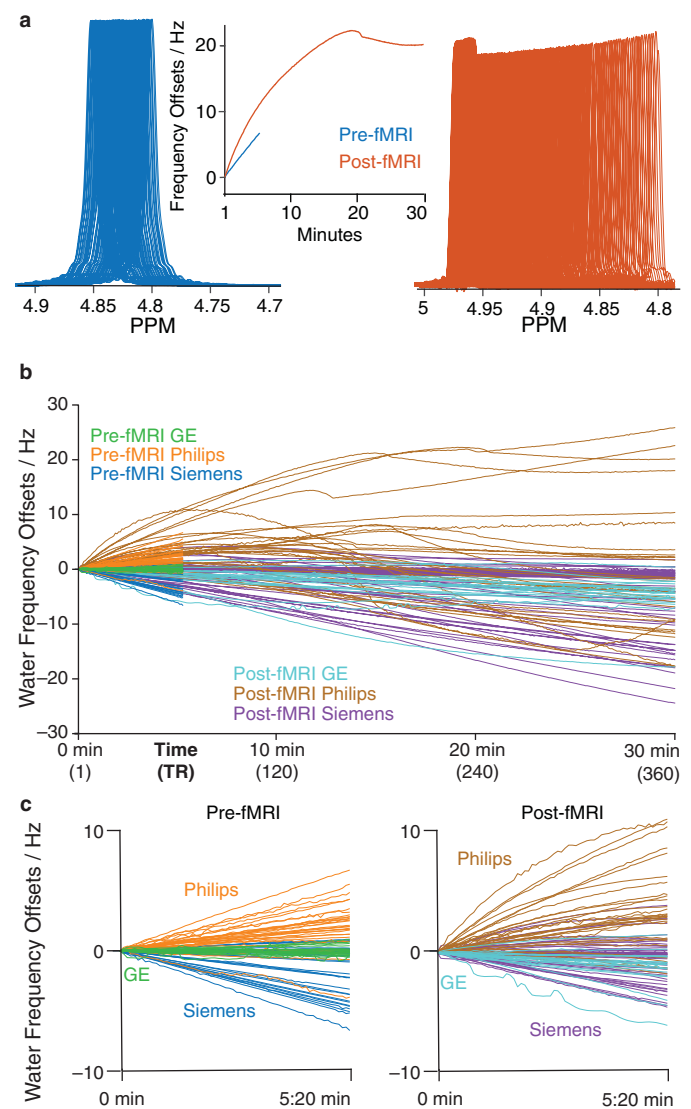 a
Frequency Offsets / Hz
20
10
0
Pre-fMRI
Post-fMRI
1
10
20
30
Minutes
4.9
4.85
4.8
4.75
4.7
PPM
5
4.95
4.9
4.85
4.8
PPM
b
Water Frequency Offsets / Hz
30
20
10
0
−10
−20
−30
Pre-fMRI GE
Pre-fMRI Philips
Pre-fMRI Siemens
Post-fMRI GE
Post-fMRI Philips
Post-fMRI Siemens
0 min
Time
10 min
20 min
30 min
(1)
(TR)
(120)
(240)
(360)
c
Water Frequency Offsets / Hz
Pre-fMRI
10
0
−10
Philips
GE
Siemens
0 min
5:20 min
Post-fMRI
10
0
−10
Philips
GE
Siemens
0 min
5:20 min